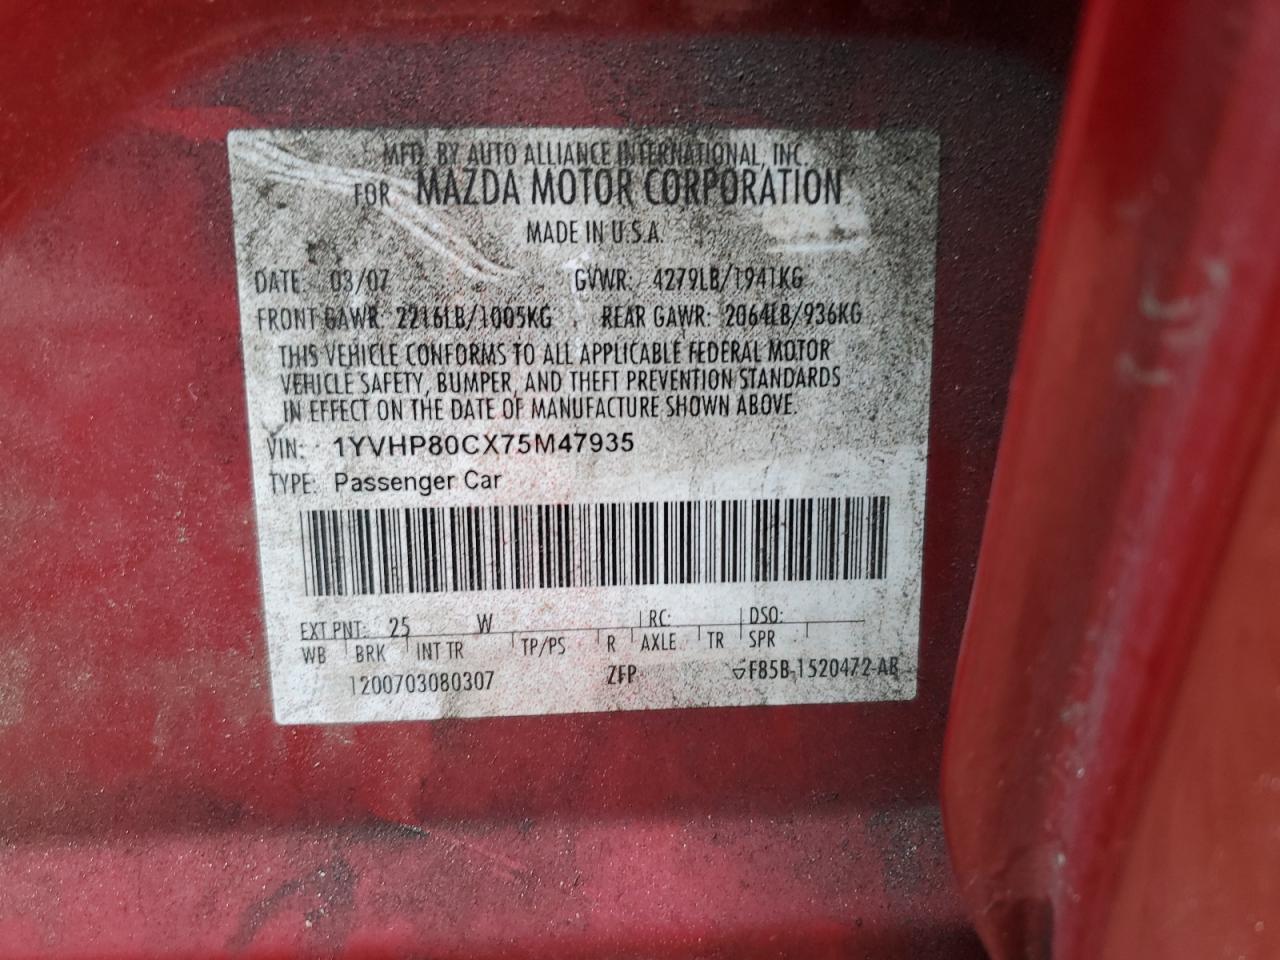 MFD. BY AUTO ALLIANCE INTERNATIONAL, INC.
FOR MAZDA MOTOR CORPORATION
MADE IN U.S.A.
DATE: 03/07 GVWR: 4279LB/1941KG
FRONT GAWR: 2216LB/1005KG REAR GAWR: 2064LB/936KG
THIS VEHICLE CONFORMS TO ALL APPLICABLE FEDERAL MOTOR
VEHICLE SAFETY, BUMPER, AND THEFT PREVENTION STANDARDS
IN EFFECT ON THE DATE OF MANUFACTURE SHOWN ABOVE.
VIN: 1YVHP80CX75M47935
TYPE: Passenger Car
EXT PNT: 25 W RC: DSO:
WB BRK INT TR TP/PS R AXLE TR SPR
1200703080307 ZFP F85B-1520472-AB